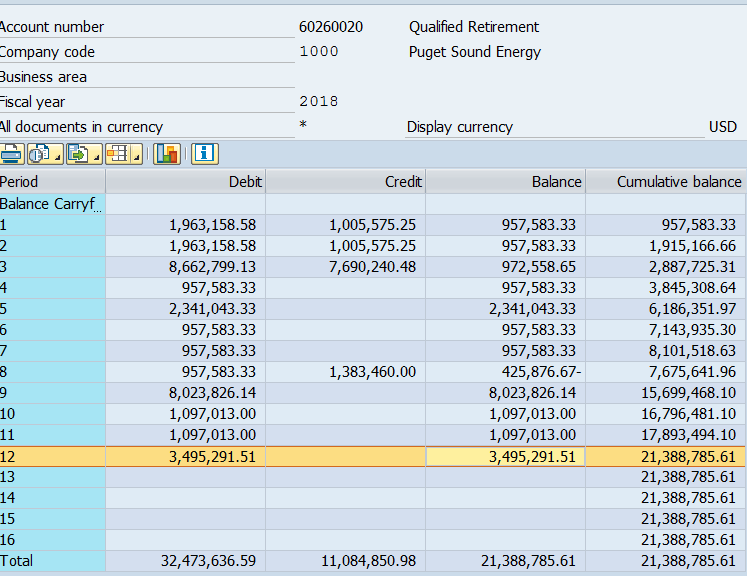 Account number 60260020 Qualified Retirement
Company code 1000 Puget Sound Energy
Business area
Fiscal year 2018
All documents in currency * Display currency USD
Period Debit Credit Balance Cumulative balance
Balance Carryf...
1 1,963,158.58 1,005,575.25 957,583.33 957,583.33
2 1,963,158.58 1,005,575.25 957,583.33 1,915,166.66
3 8,662,799.13 7,690,240.48 972,558.65 2,887,725.31
4 957,583.33 957,583.33 3,845,308.64
5 2,341,043.33 2,341,043.33 6,186,351.97
6 957,583.33 957,583.33 7,143,935.30
7 957,583.33 957,583.33 8,101,518.63
8 957,583.33 1,383,460.00 425,876.67- 7,675,641.96
9 8,023,826.14 8,023,826.14 15,699,468.10
10 1,097,013.00 1,097,013.00 16,796,481.10
11 1,097,013.00 1,097,013.00 17,893,494.10
12 3,495,291.51 3,495,291.51 21,388,785.61
13 21,388,785.61
14 21,388,785.61
15 21,388,785.61
16 21,388,785.61
Total 32,473,636.59 11,084,850.98 21,388,785.61 21,388,785.61